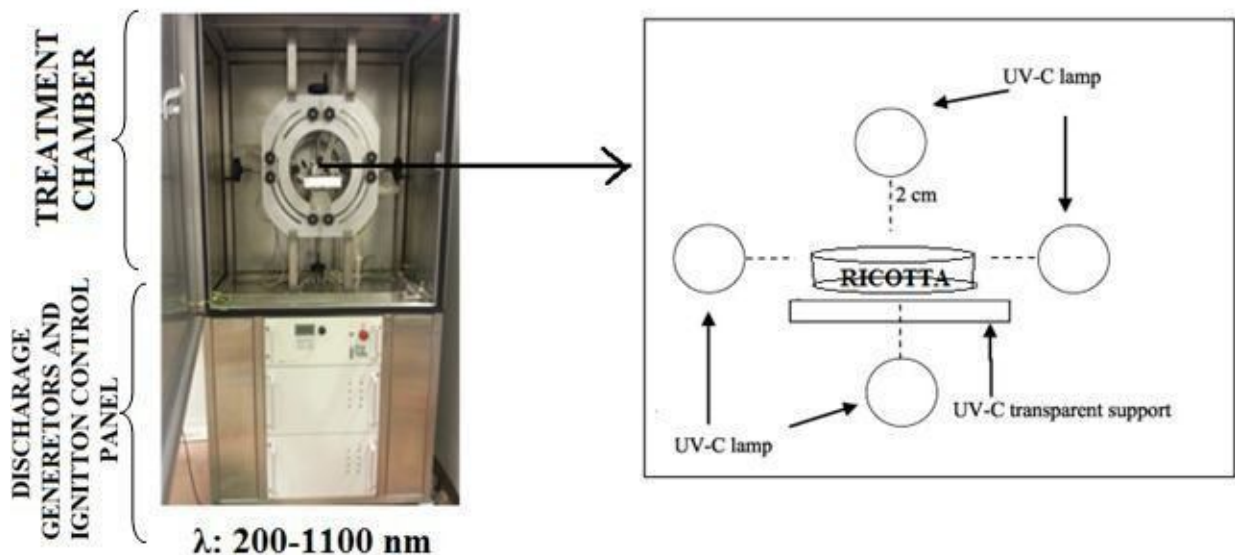 TREATMENT
CHAMBER
DISCHARAGE
GENERETORS AND
IGNITTON CONTROL
PANEL
λ: 200-1100 nm
UV-C lamp
2 cm
RICOTTA
UV-C transparent support
UV-C lamp